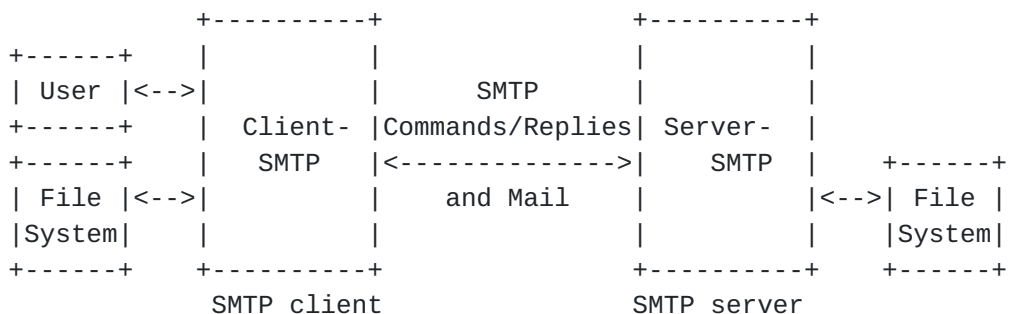 +----------+                +----------+
+------+    |          |                |          |
| User |<-->|          |      SMTP      |          |
+------+    |  Client- |Commands/Replies| Server-  |
+------+    |   SMTP   |<-------------->|    SMTP  |    +------+
| File |<-->|          |    and Mail    |          |<-->| File |
|System|    |          |                |          |    |System|
+------+    +----------+                +----------+    +------+
             SMTP client                SMTP server